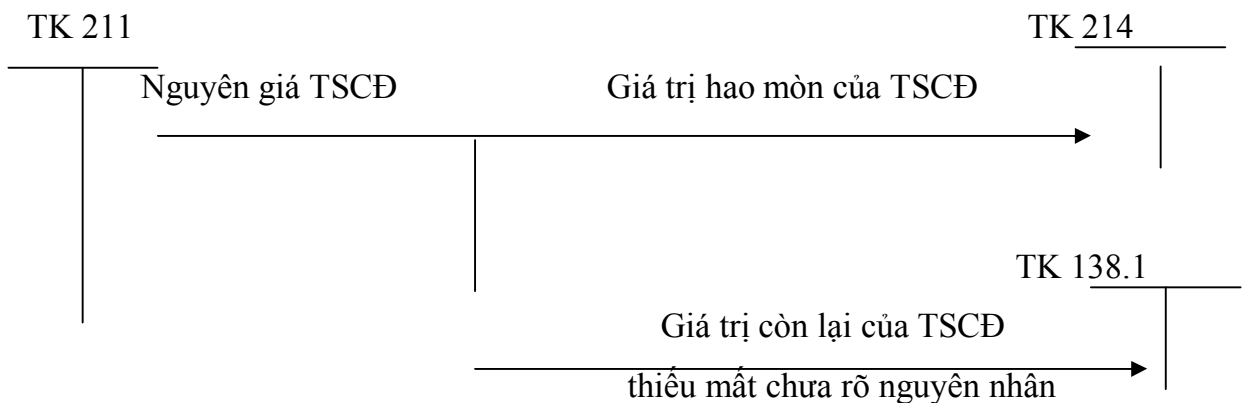 TK 211
TK 214
Nguyên giá TSCĐ
Giá trị hao mòn của TSCĐ
TK 138.1
Giá trị còn lại của TSCĐ
thiếu mất chưa rõ nguyên nhân